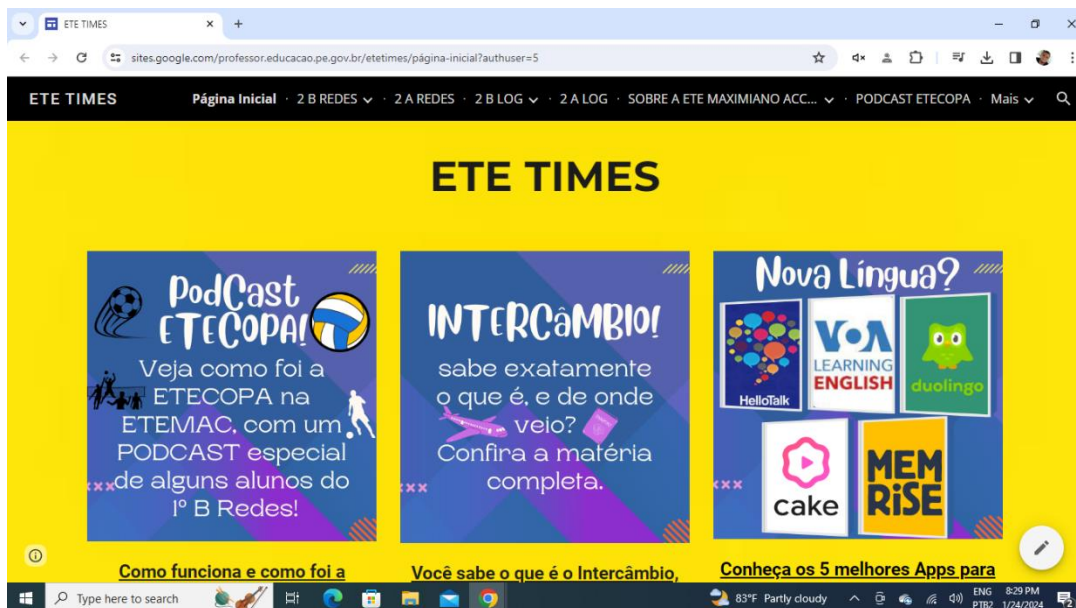 ETE TIMES
sites.google.com/professor.educacao.pe.gov.br/etetimes/página-inicial?authuser=5
ETE TIMES
Página Inicial · 2 B REDES · 2 A REDES · 2 B LOG · 2 A LOG · SOBRE A ETE MAXIMIANO ACC... · PODCAST ETECOPA · Mais
ETE TIMES
PodCast
ETECOPA!
Veja como foi a
ETECOPA na
ETEMAC, com um
PODCAST especial
de alguns alunos do
1º B Redes!
Como funciona e como foi a
INTERCâMBIO!
sabe exatamente
o que é, e de onde
veio?
Confira a matéria
completa.
Você sabe o que é o Intercâmbio,
Nova Língua?
HelloTalk
VOA
LEARNING
ENGLISH
duolingo
cake
MEM
RiSE
Conheça os 5 melhores Apps para
Type here to search
83°F Partly cloudy
ENG
PTB2
8:29 PM
1/24/2024
2